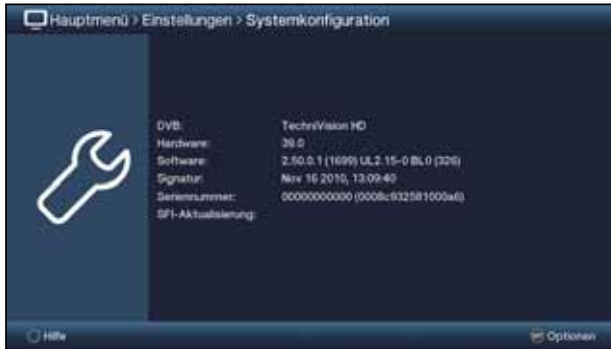 Hauptmenü > Einstellungen > Systemkonfiguration
DVB: TechniVision HD
Hardware: 39.0
Software: 2.50.0.1 (1699) UL2.15-0 BL0 (326)
Signatur: Nov 16 2010, 13:09:40
Seriennummer: 00000000000 (0008c932581000a6)
SFI-Aktualisierung:
Hilfe
Optionen